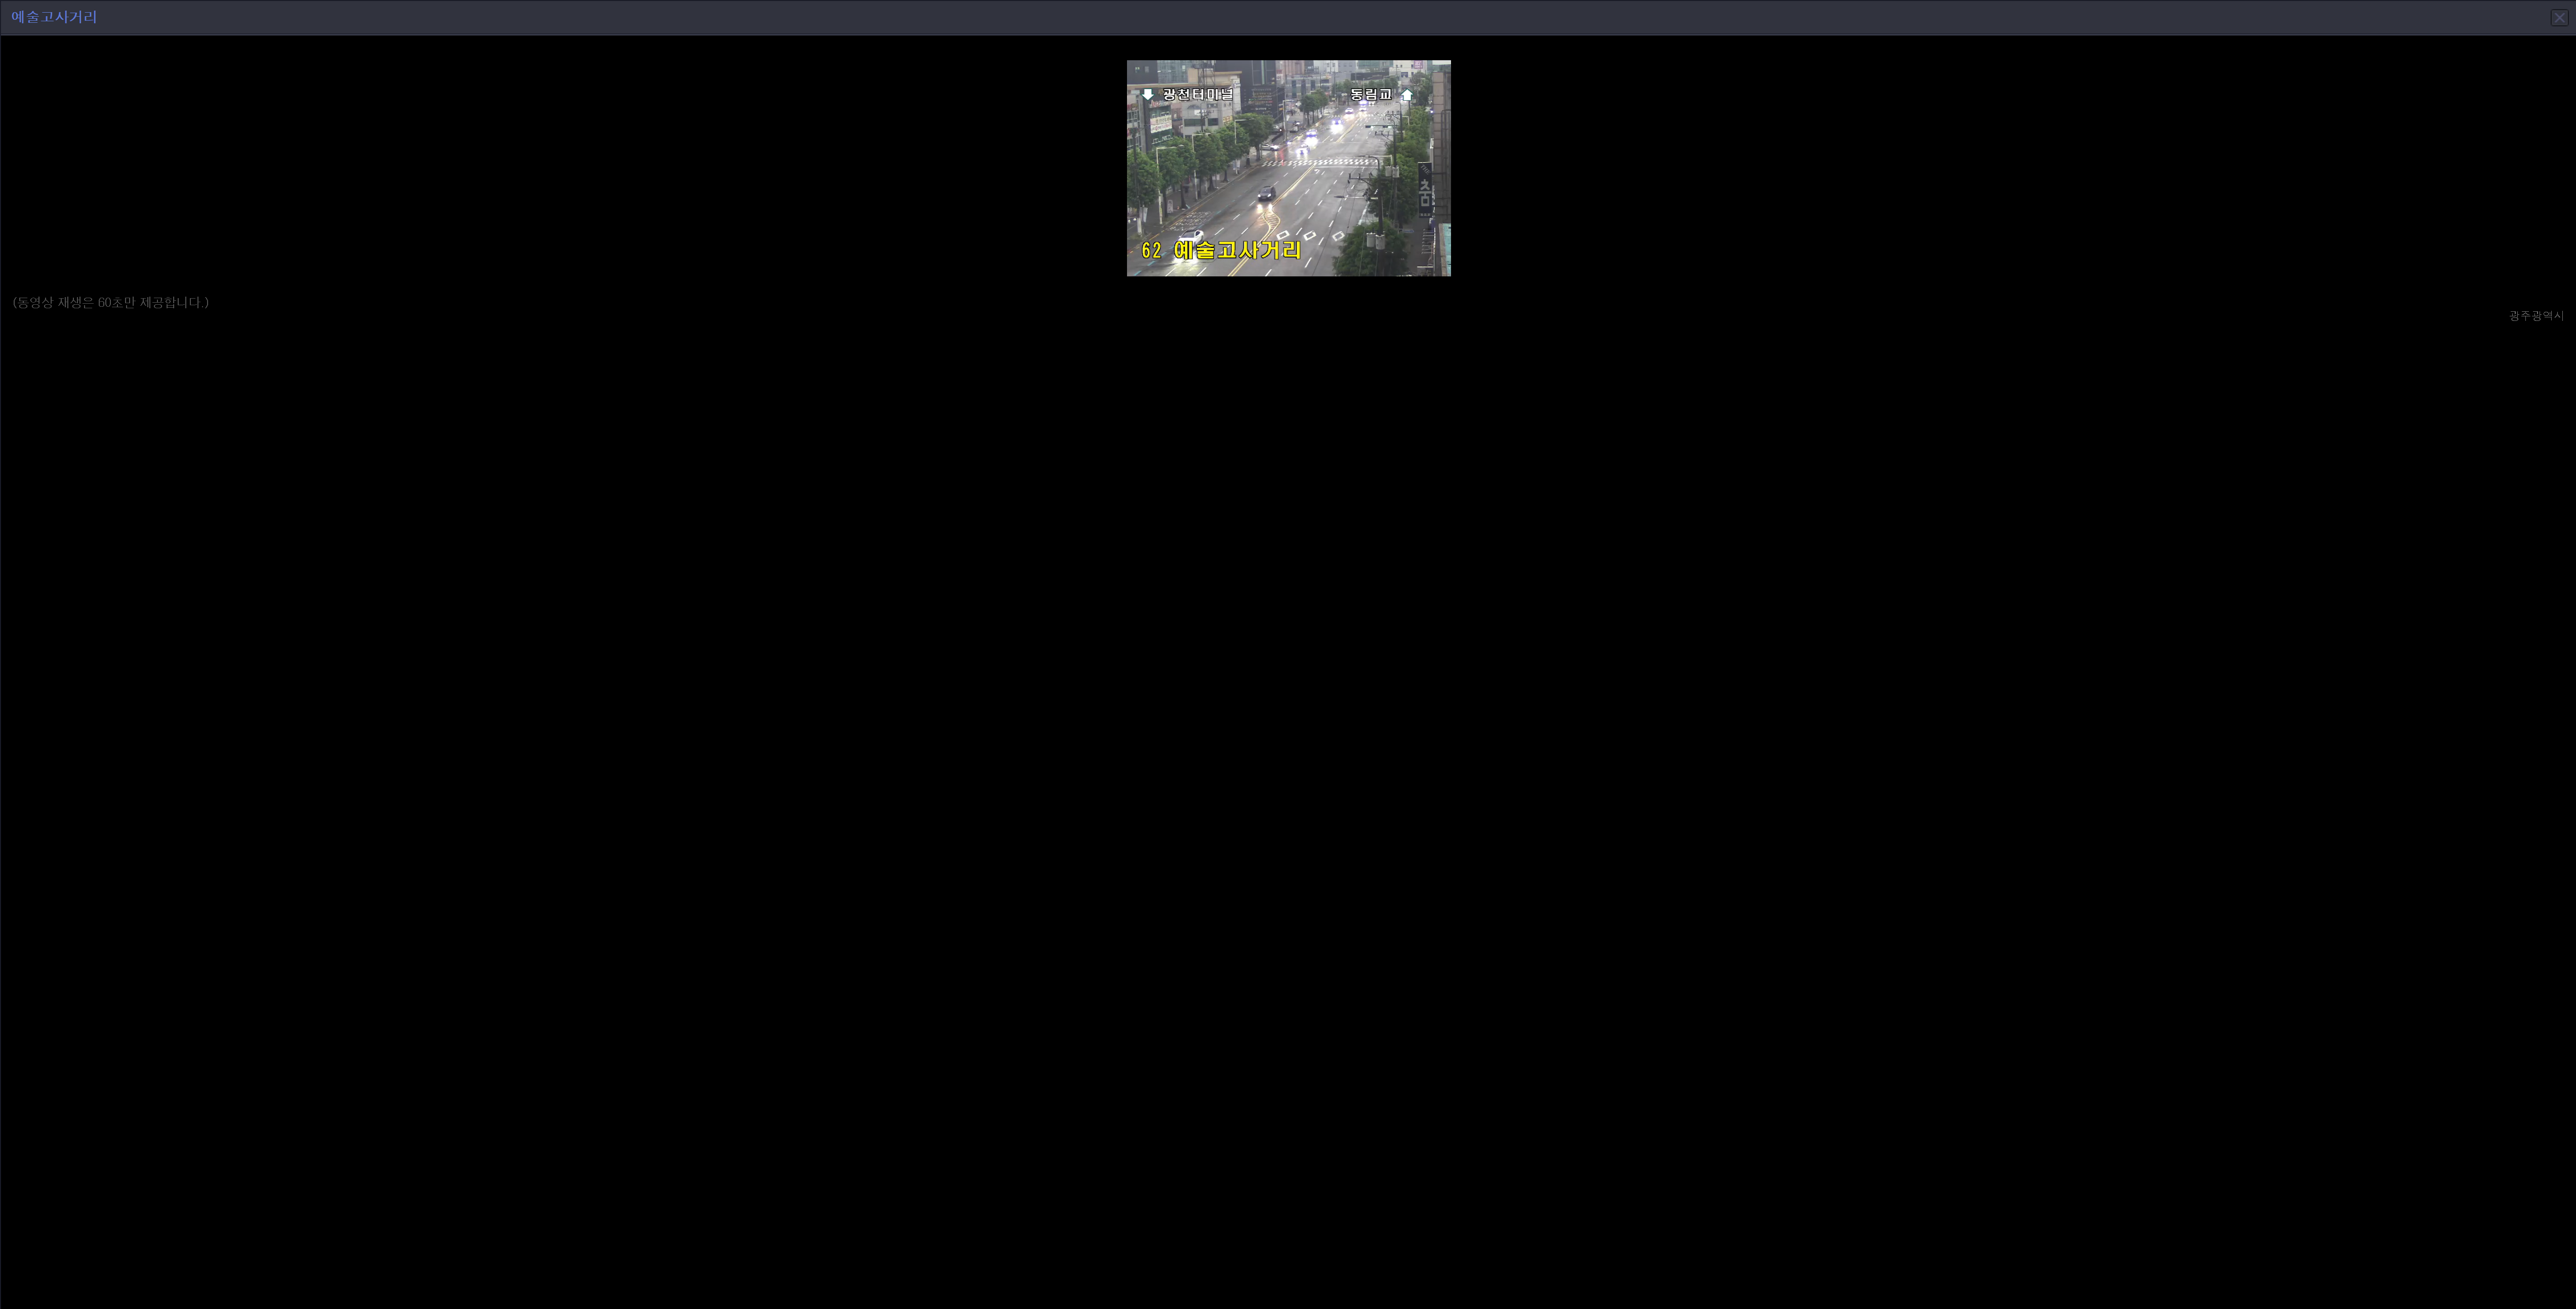 예술고사거리
광천터미널
동림교
춤
62 예술고사거리
(동영상 재생은 60초만 제공합니다.)
광주광역시